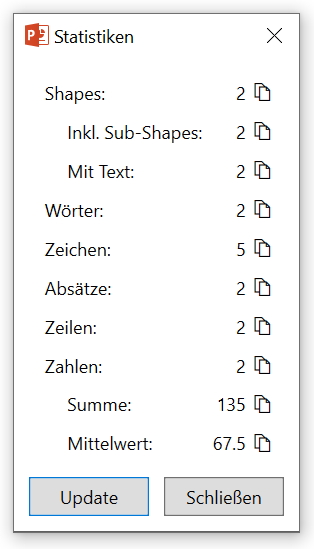 Statistiken
Shapes: 2
Inkl. Sub-Shapes: 2
Mit Text: 2
Wörter: 2
Zeichen: 5
Absätze: 2
Zeilen: 2
Zahlen: 2
Summe: 135
Mittelwert: 67.5
Update Schließen